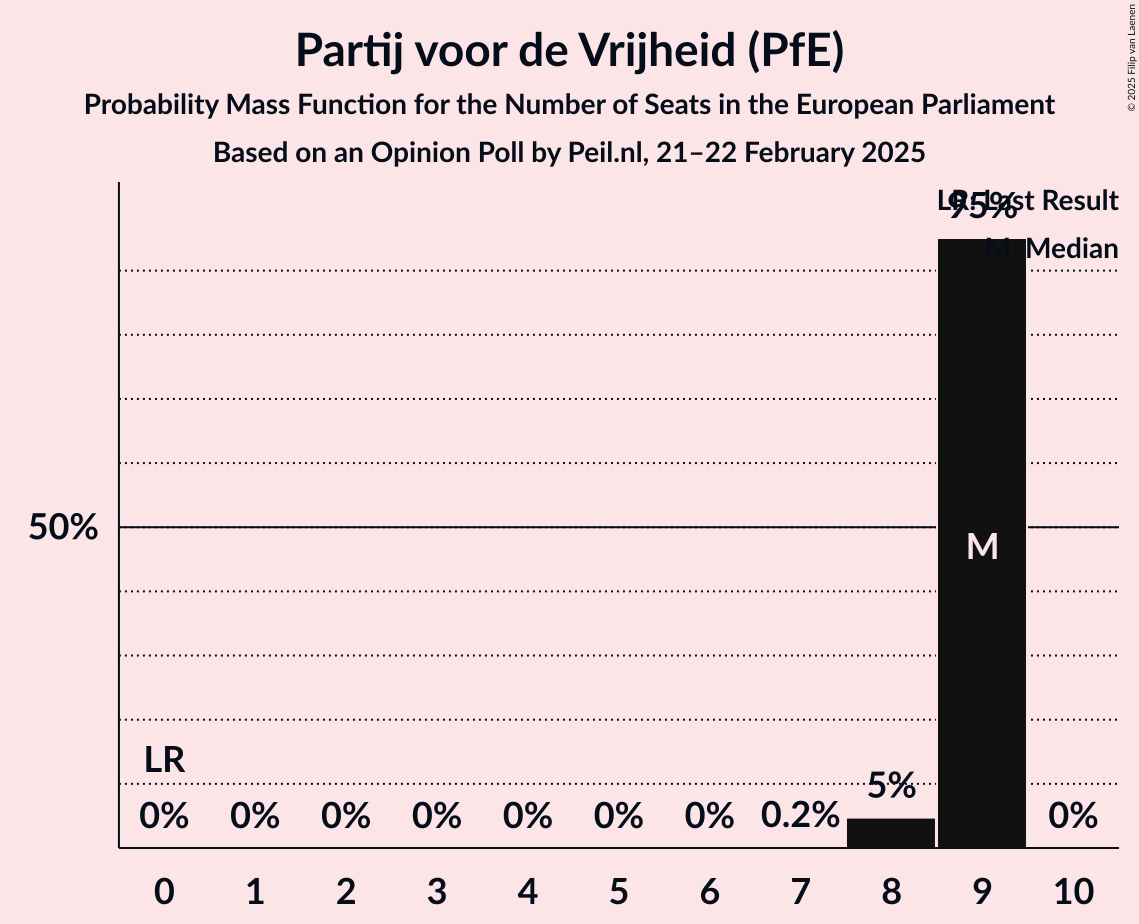 Partij voor de Vrijheid (PfE)
Probability Mass Function for the Number of Seats in the European Parliament
Based on an Opinion Poll by Peil.nl, 21–22 February 2025
© 2025 Filip van Laenen
LR: Last Result
95%
M: Median
50%
M
LR
5%
0% 0% 0% 0% 0% 0% 0% 0.2% 0%
0 1 2 3 4 5 6 7 8 9 10